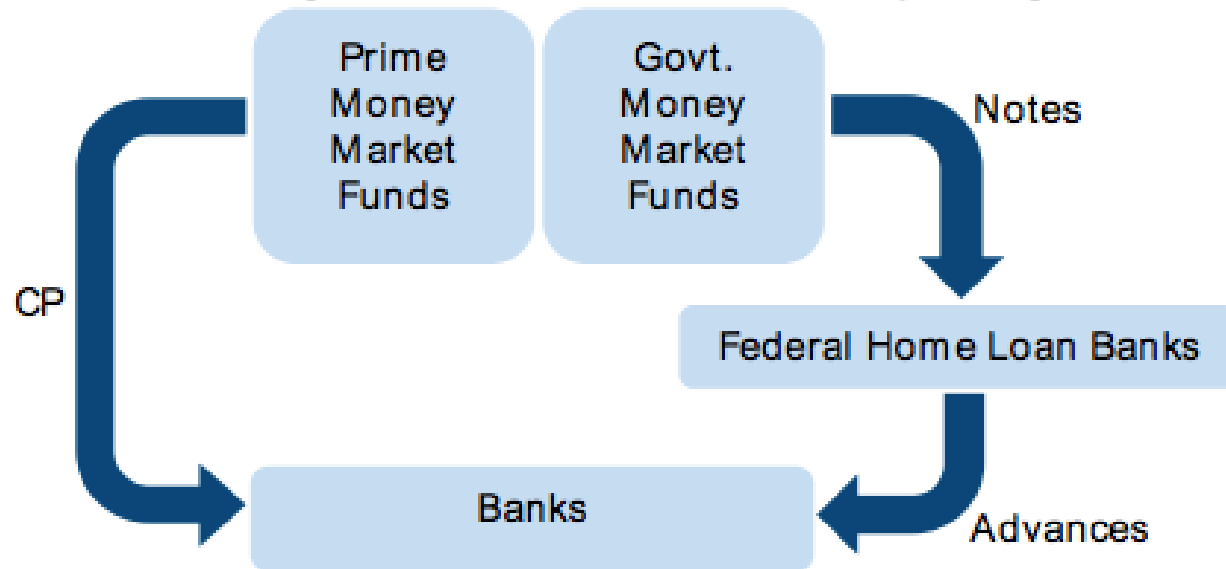 Prime
Money
Market
Funds
Govt.
Money
Market
Funds
Notes
CP
Federal Home Loan Banks
Banks
Advances